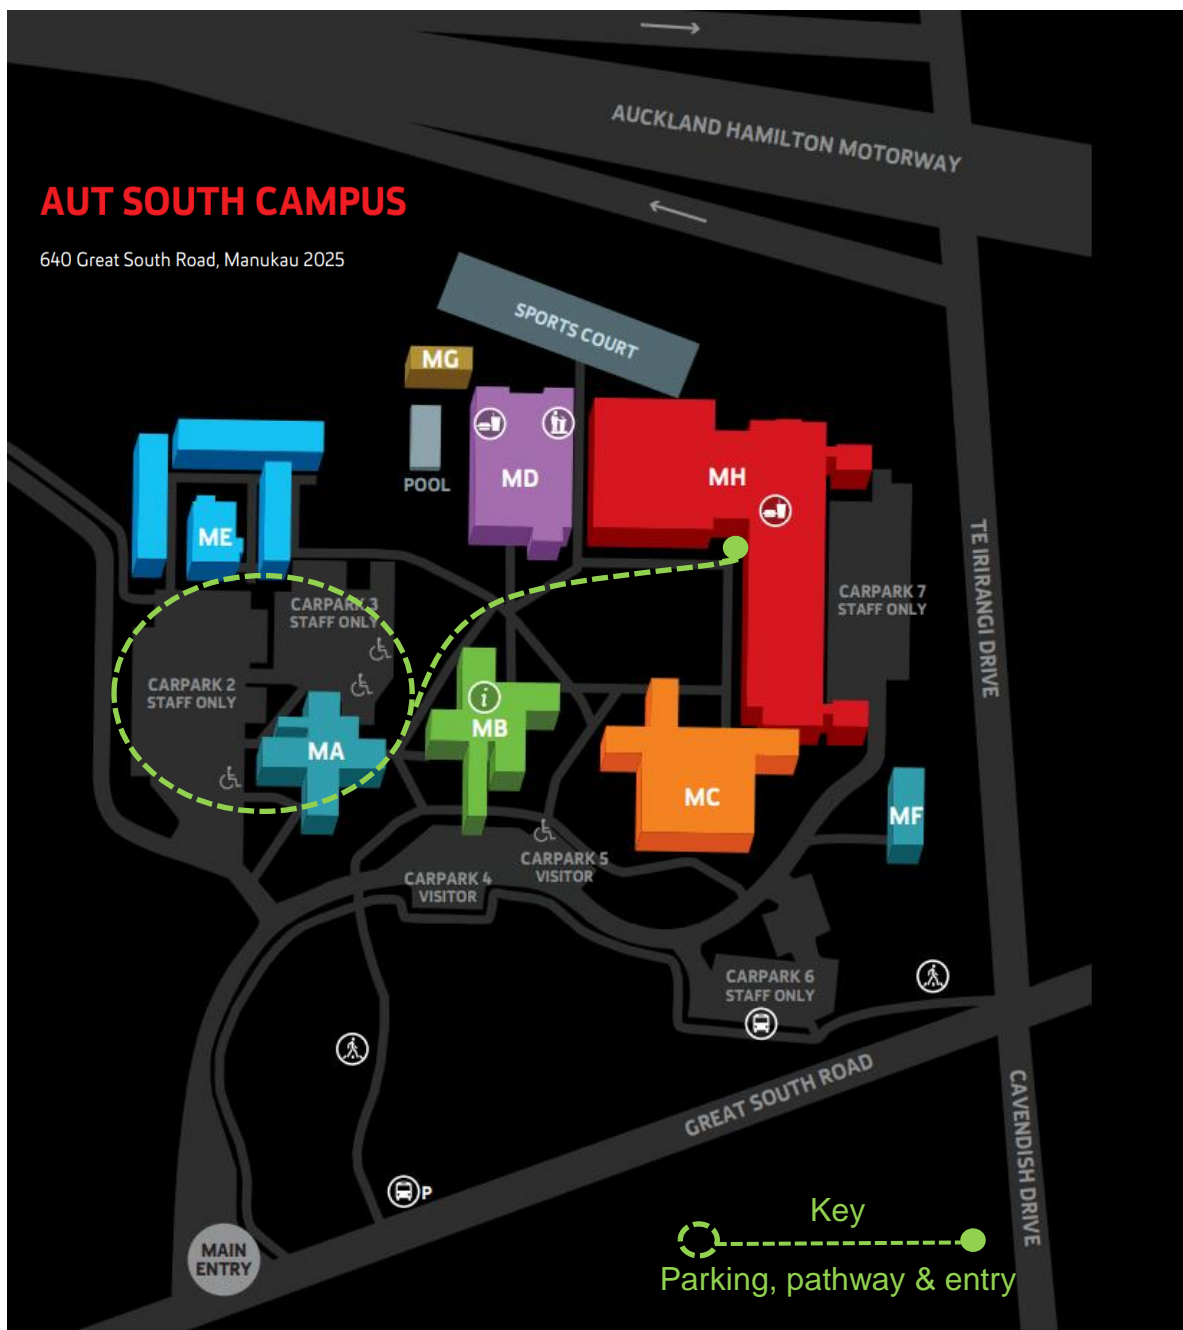 AUCKLAND HAMILTON MOTORWAY
AUT SOUTH CAMPUS
640 Great South Road, Manukau 2025
SPORTS COURT
MG
POOL
MD
MH
ME
TE IRIRANGI DRIVE
CARPARK 3
STAFF ONLY
CARPARK 7
STAFF ONLY
CARPARK 2
STAFF ONLY
i
MB
MA
MC
MF
CARPARK 5
VISITOR
CARPARK 4
VISITOR
CARPARK 6
STAFF ONLY
GREAT SOUTH ROAD
CAVENDISH DRIVE
P
MAIN
ENTRY
Key
Parking, pathway & entry